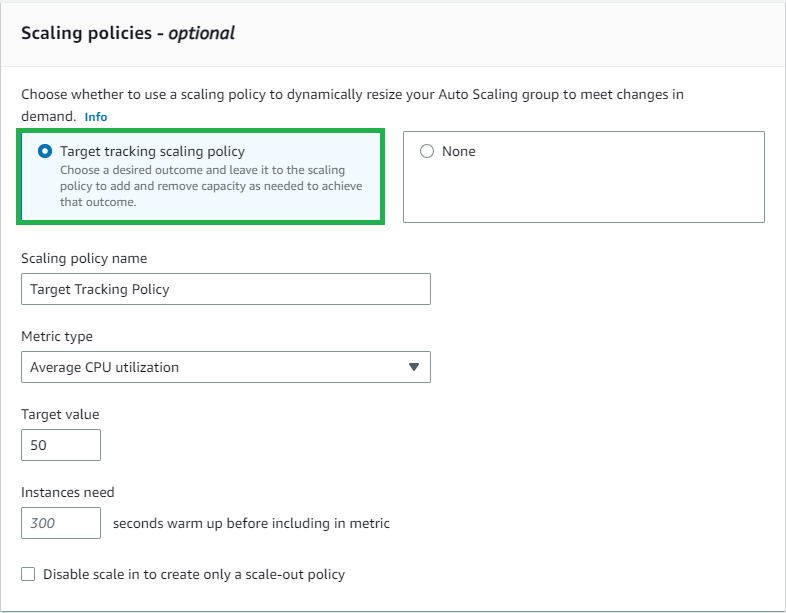 Scaling policies - optional
Choose whether to use a scaling policy to dynamically resize your Auto Scaling group to meet changes in
demand. Info
Target tracking scaling policy
Choose a desired outcome and leave it to the scaling
policy to add and remove capacity as needed to achieve
that outcome.
None
Scaling policy name
Target Tracking Policy
Metric type
Average CPU utilization
Target value
50
Instances need
300 seconds warm up before including in metric
Disable scale in to create only a scale-out policy